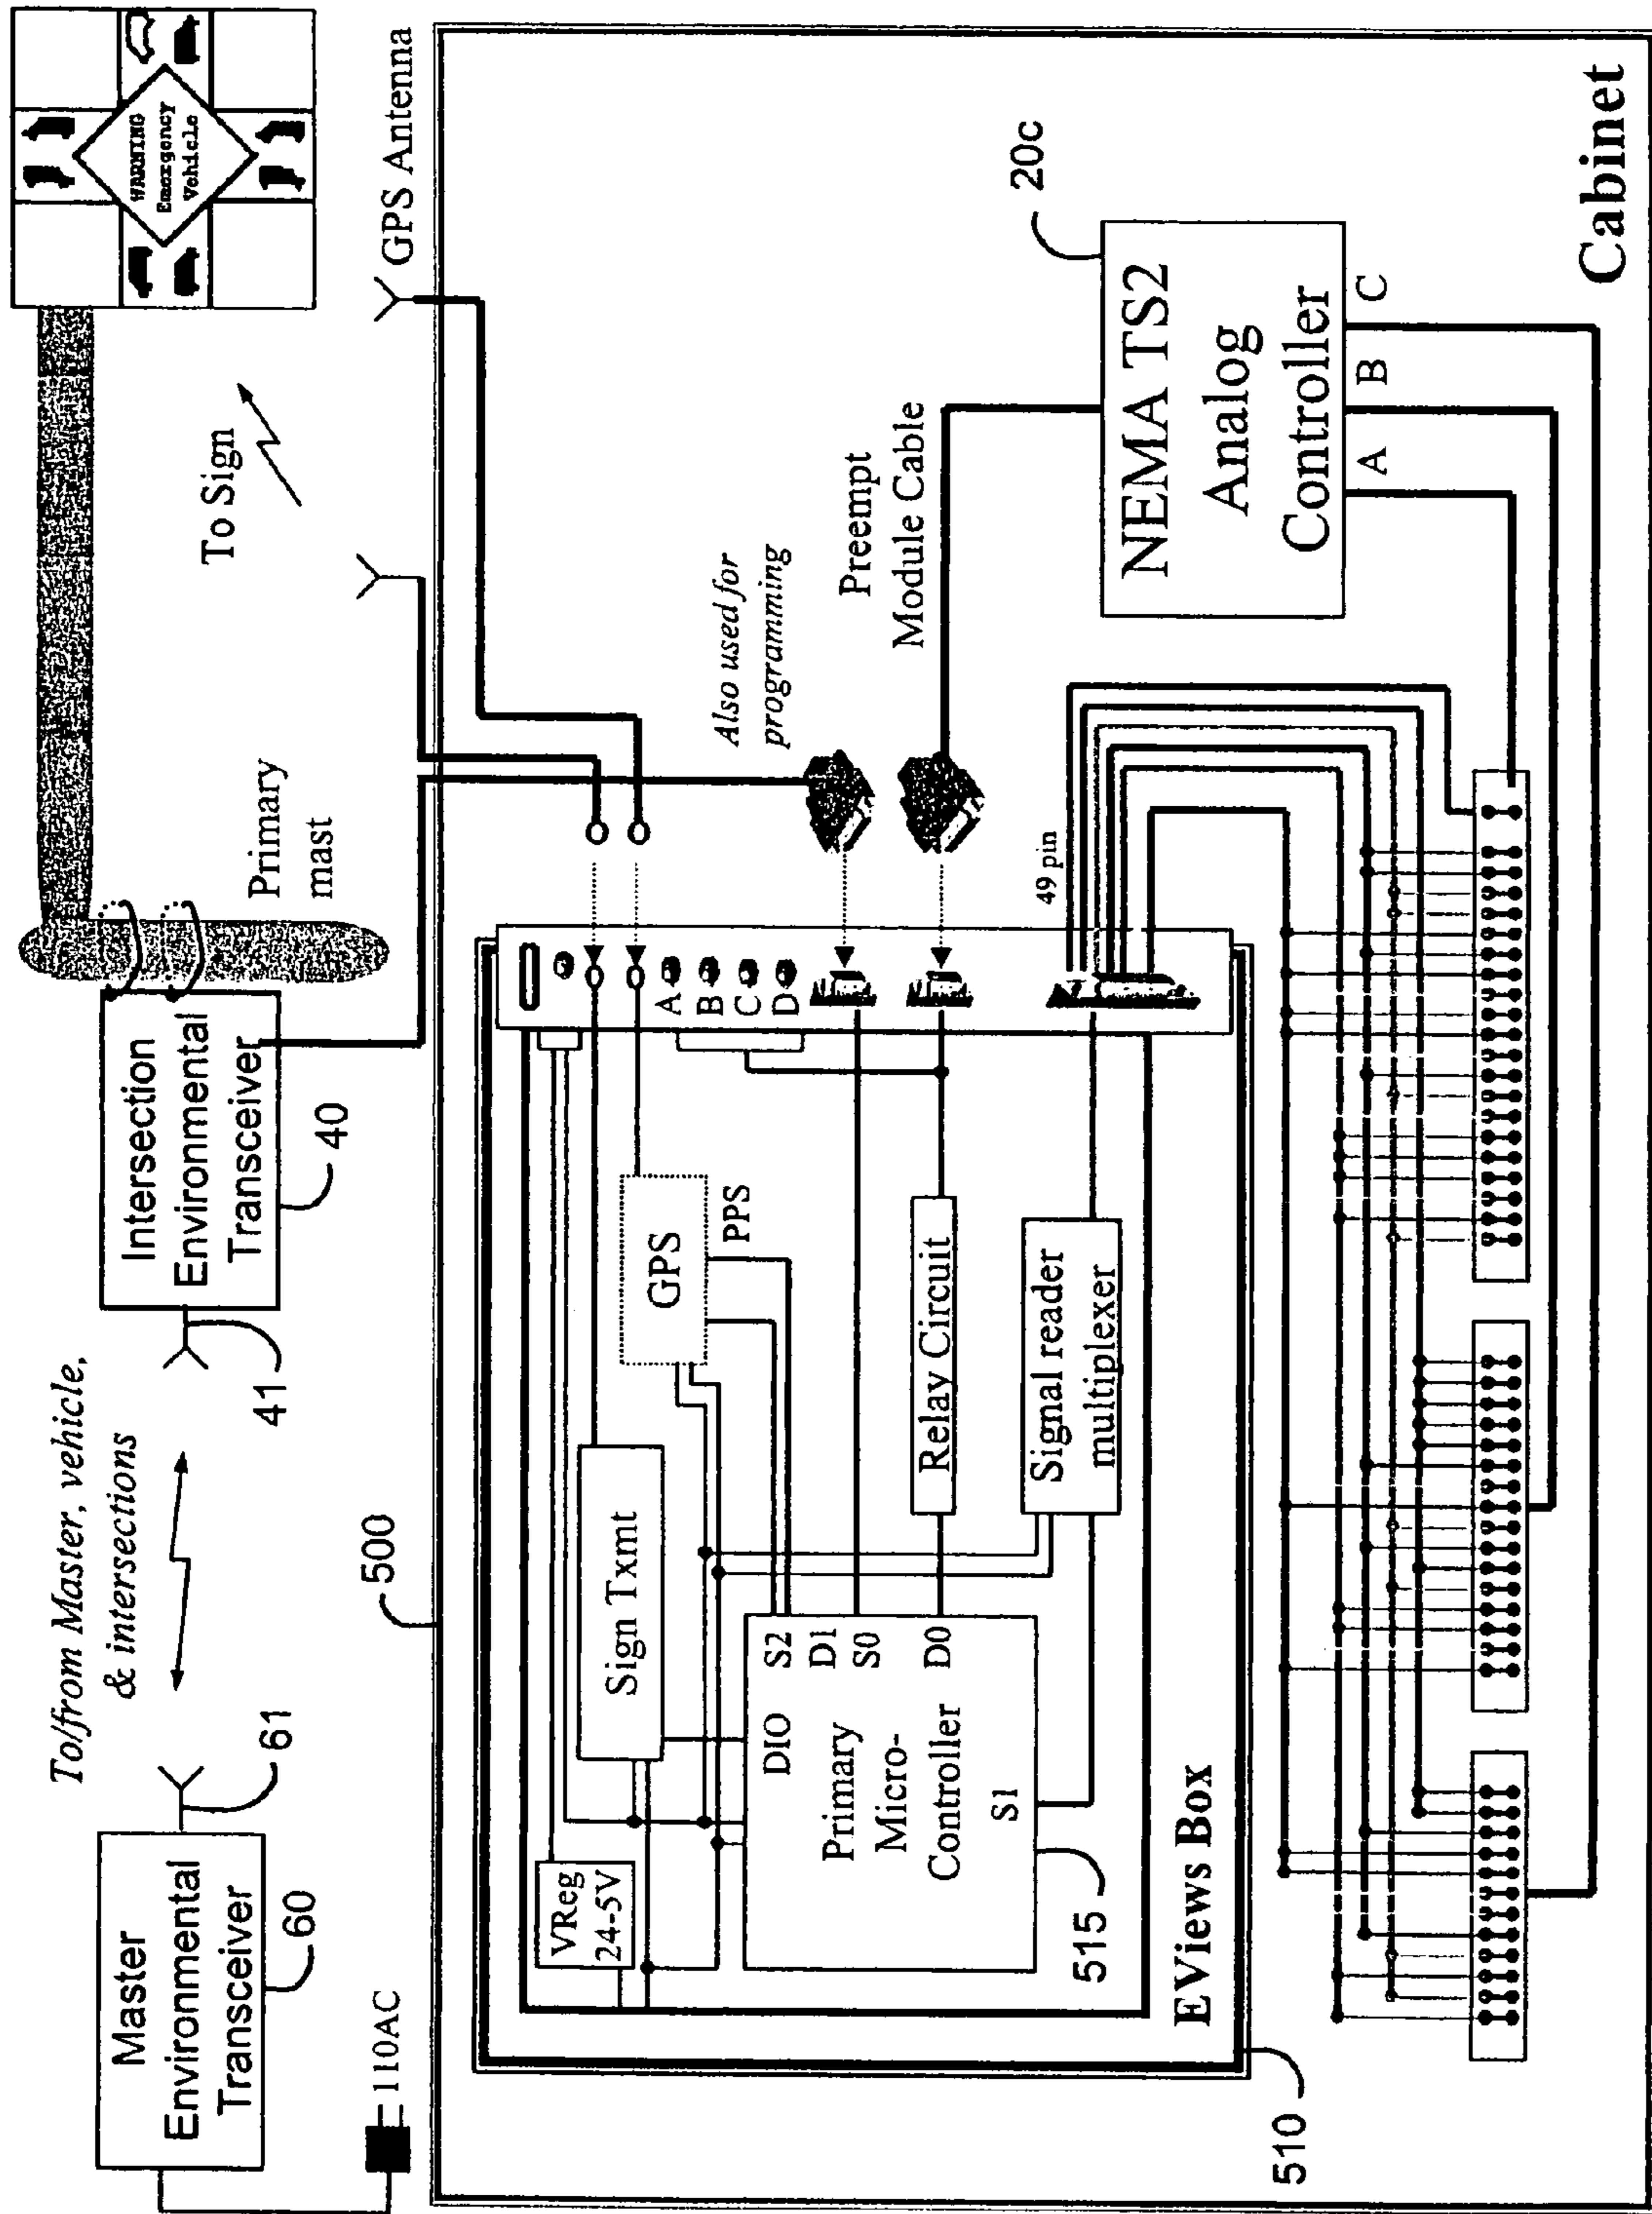 Master
Environmental
Transceiver
60
61
110AC
To/from Master, vehicle,
& intersections
41
Intersection
Environmental
Transceiver
40
Primary
mast
To Sign
WARNING
Emergency
Vehicle
GPS Antenna
500
VReg
24-5V
Sign Txmt
GPS
PPS
A
B
C
D
Also used for
programming
Preempt
Module Cable
DIO
S2
D1
S0
D0
Primary
Micro-
Controller
S1
515
Relay Circuit
Signal reader
multiplexer
49 pin
EViews Box
510
20c
NEMA TS2
Analog
Controller
A
B
C
Cabinet